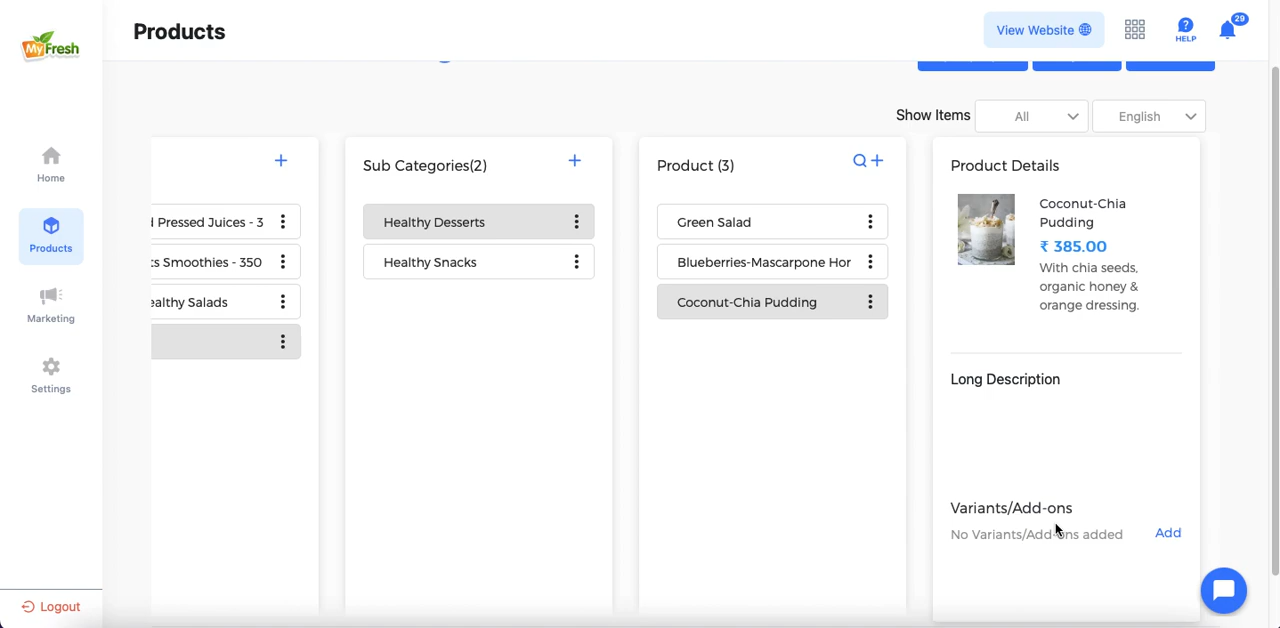 MyFresh
Products
View Website
HELP
29
Home
Products
Marketing
Settings
Logout
Show Items
All
English
Pressed Juices - 3
Smoothies - 350
Salads
Sub Categories(2)
Healthy Desserts
Healthy Snacks
Product (3)
Green Salad
Blueberries-Mascarpone Hor
Coconut-Chia Pudding
Product Details
Coconut-Chia
Pudding
₹ 385.00
With chia seeds,
organic honey &
orange dressing.
Long Description
Variants/Add-ons
No Variants/Add-ons added
Add